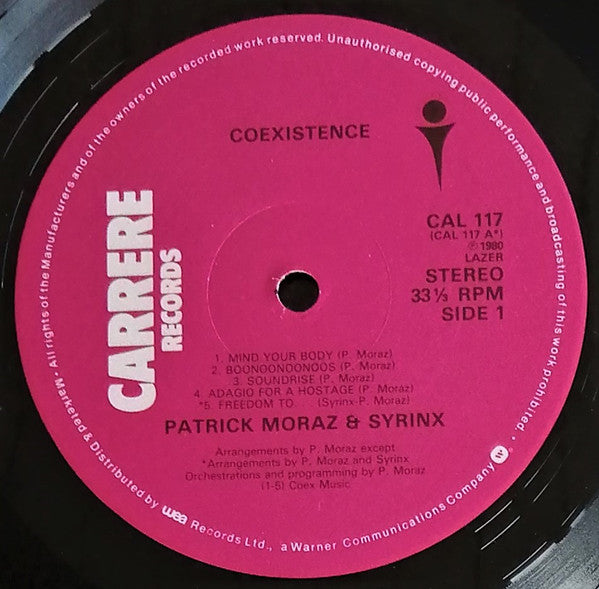 - All rights of the Manufacturers and of the owners of the recorded work reserved. Unauthorised copying public performance and broadcasting of this work prohibited. •
COEXISTENCE
CARRERE
RECORDS
CAL 117
(CAL 117 A*)
℗ 1980
LAZER
STEREO
33⅓ RPM
SIDE 1
1. MIND YOUR BODY (P. Moraz)
2. BOONOONOONOOS (P. Moraz)
3. SOUNDRISE (P. Moraz)
4. ADAGIO FOR A HOSTAGE (P. Moraz)
*5. FREEDOM TO . . . (Syrinx-P. Moraz)
PATRICK MORAZ & SYRINX
Arrangements by P. Moraz except
*Arrangements by P. Moraz and Syrinx
Orchestrations and programming by P. Moraz
(1-5) Coex Music
• Marketed & Distributed by wea Records Ltd., a Warner Communications Company W